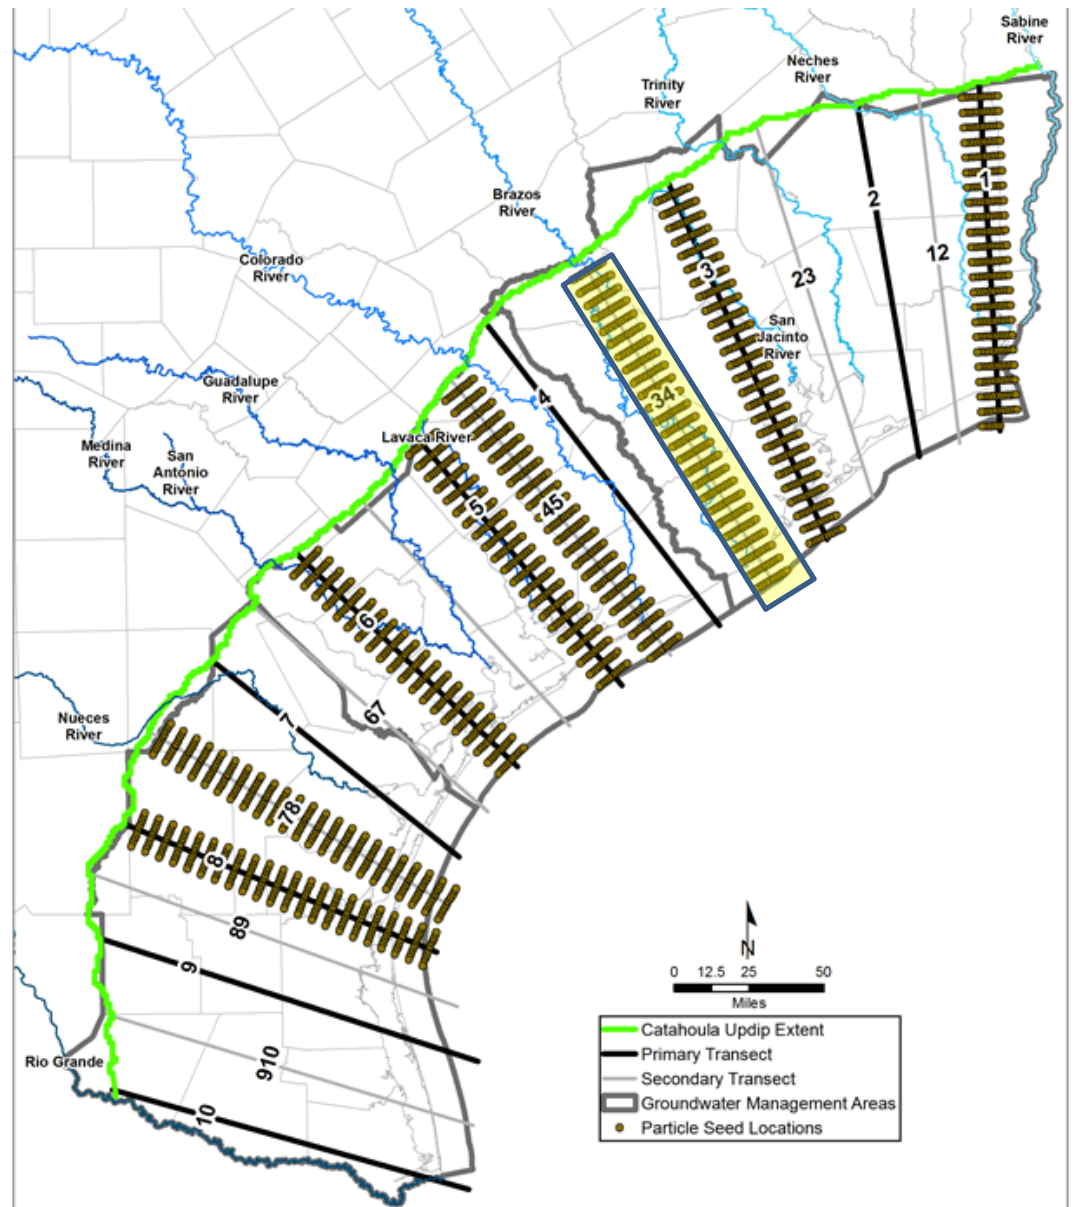 Sabine
River
Neches
River
Trinity
River
1
Brazos
River
2
12
Colorado
River
3
23
San
Jacinto
River
Guadalupe
River
4
34
Lavaca River
Medina
River
San
Antonio
River
5
45
6
67
7
Nueces
River
78
8
89
N
9
0 12.5 25 50
Miles
Catahoula Updip Extent
Primary Transect
Rio Grande
910
Secondary Transect
Groundwater Management Areas
10
Particle Seed Locations